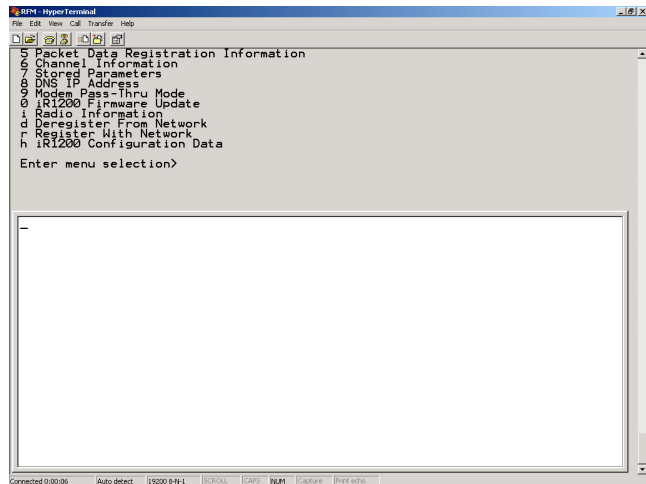 RFM - HyperTerminal
File Edit View Call Transfer Help
5 Packet Data Registration Information
6 Channel Information
7 Stored Parameters
8 DNS IP Address
9 Modem Pass-Thru Mode
0 iR1200 Firmware Update
i Radio Information
d Deregister From Network
r Register With Network
h iR1200 Configuration Data
Enter menu selection>
Connected 0:00:06 Auto detect 19200 8-N-1 SCROLL CAPS NUM Capture Print echo